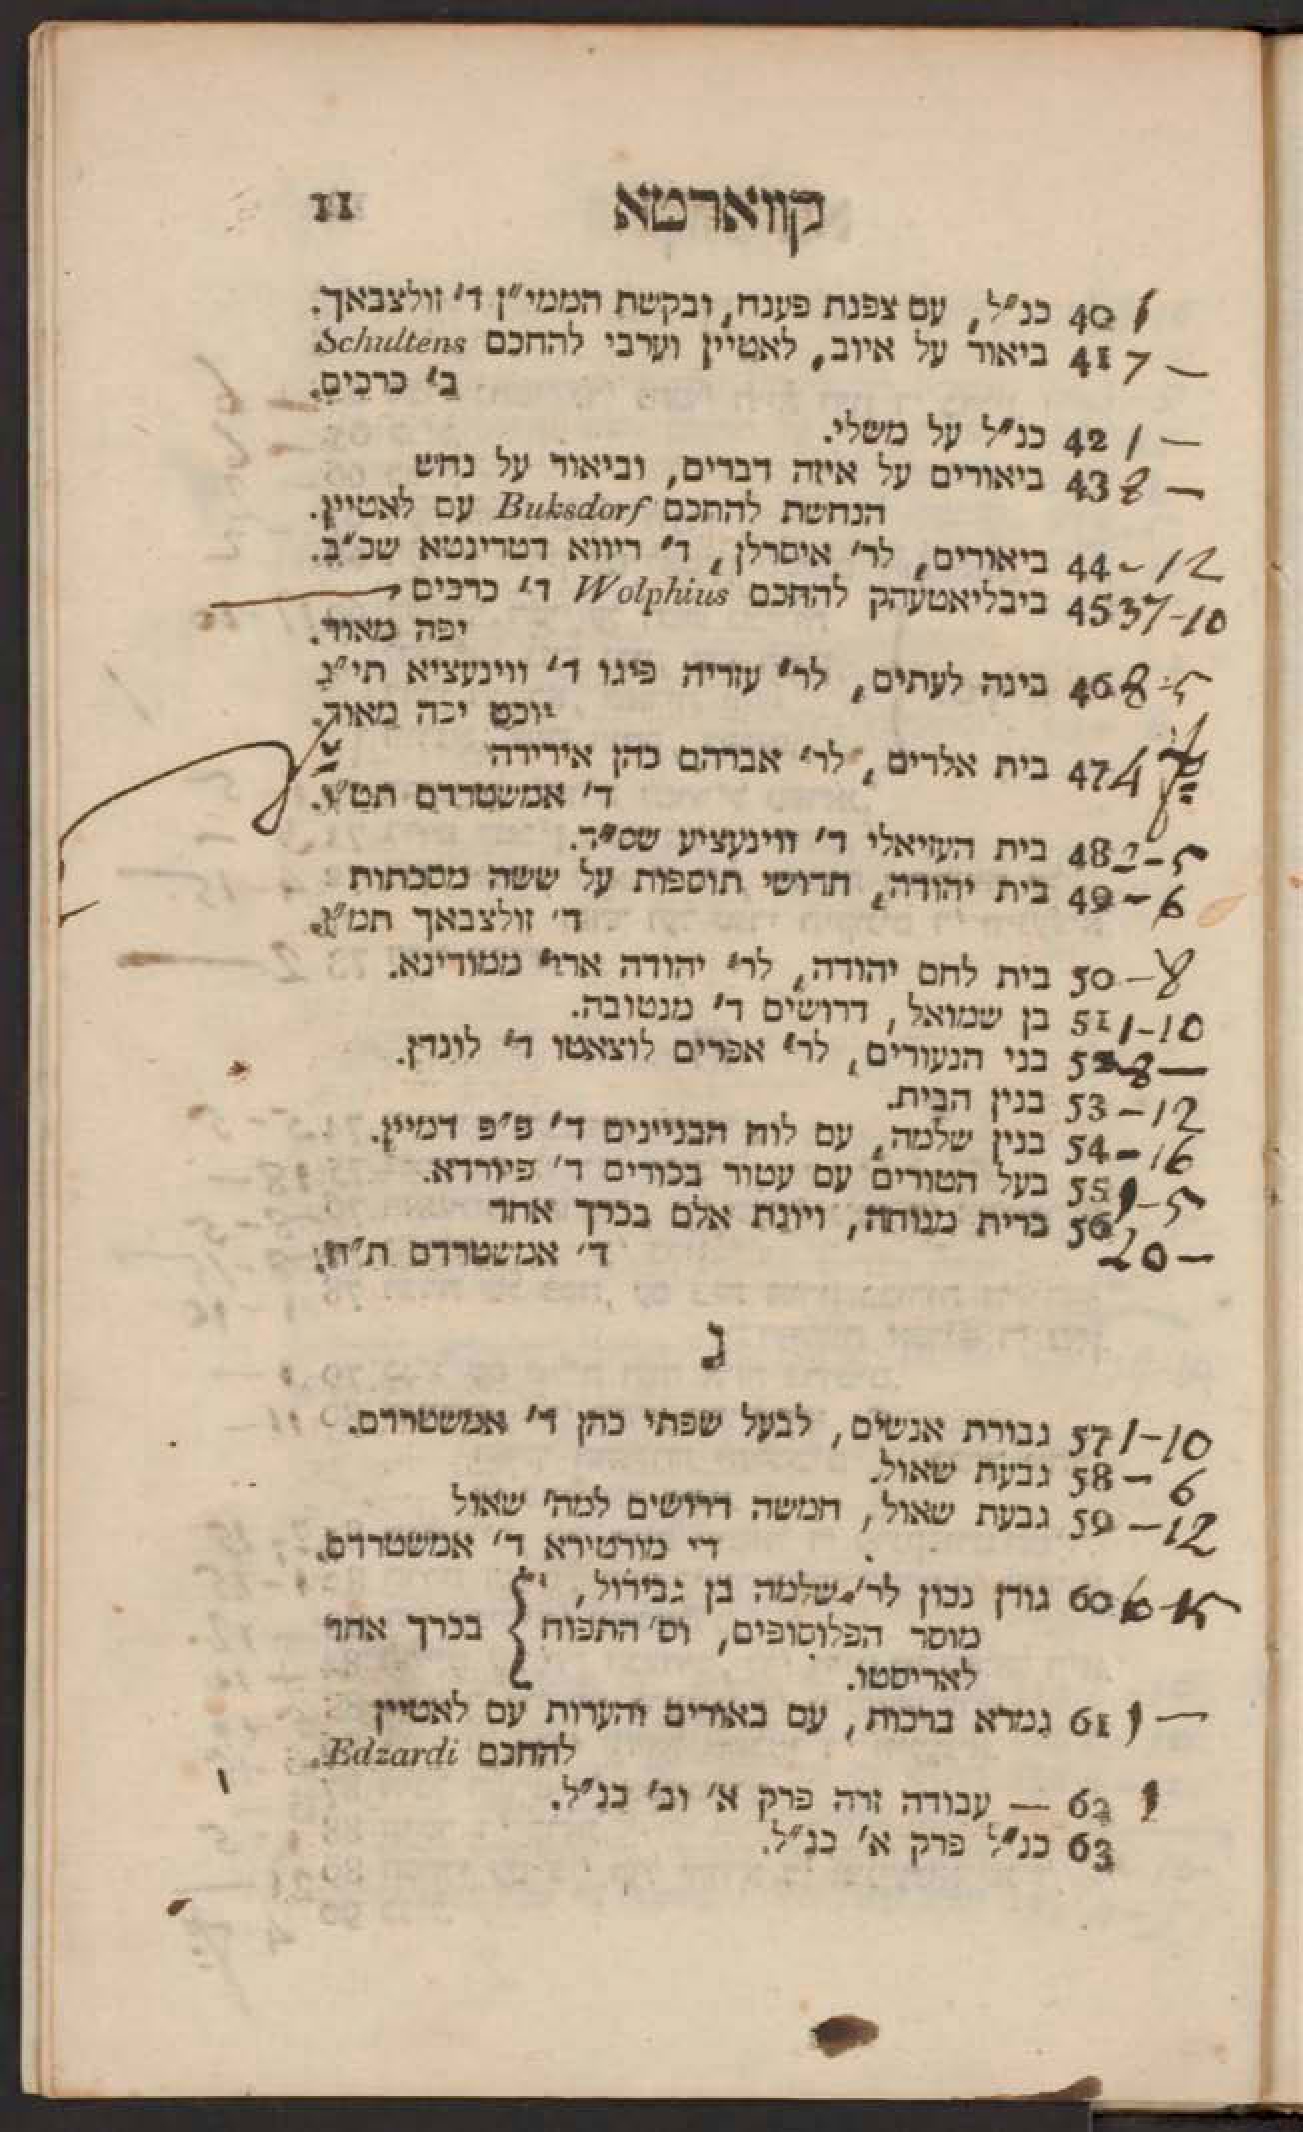 קווארטא 11
40 כנ״ל, עם צפנת פענח, ובקשת הממי״ן ד׳ זולצבאך. 1
41 ביאור על איוב, לאטיין וערבי להחכם Schultens 7 —
ב׳ כרכים.
42 כנ״ל על משלי. 1 —
43 ביאורים על איזה דברים, וביאור על נחש 8 —
הנחשת להחכם Buksdorf עם לאטיין.
44 ביאורים, לר׳ איסרלן, ד׳ ריווא דטרינטא שכ״ב. - 12
45 ביבליאטעהק להחכם Wolphius ד׳ כרכים 37-10
יפה מאוד.
46 בינה לעתים, לר׳ עזריה פיגו ד׳ ווינעציא תי״ג 8-5
וכט יפה מאוד.
47 בית אלדים, לר׳ אברהם כהן אירירה 4
ד׳ אמשטרדם תט״ו.
48 בית העזיאלי ד׳ ווינעציע שס״ד. 2-5
49 בית יהודה, חדושי תוספות על ששה מסכתות - 6
ד׳ זולצבאך תמ״ז.
50 בית לחם יהודה, לר׳ יהודה ארי׳ ממודינא. - 8
51 בן שמואל, דרושים ד׳ מנטובה. 1-10
52 בני הנעורים, לר׳ אפרים לוצאטו ד׳ לונדן. 8 —
53 בנין הבית. - 12
54 בנין שלמה, עם לוח הבניינים ד׳ פ״פ דמיין. - 16
55 בעל הטורים עם עטור בכורים ד׳ פיורדא. 1-5
56 ברית מנוחה, ויונת אלם בכרך אחד
ד׳ אמשטרדם ת״ח. 20 —
ג
57 גבורת אנשים, לבעל שפתי כהן ד׳ אמשטרדם. 1-10
58 גבעת שאול. - 6
59 גבעת שאול, חמשה דרושים למה׳ שאול - 12
די מורטירא ד׳ אמשטרדם.
60 גורן נכון לר׳ שלמה בן גבירול,
מוסר הפלוסופים, וס׳ התפוח } בכרך אחד
לאריסטו.
61 גמרא ברכות, עם באורים והערות עם לאטיין 1 —
להחכם Edzardi.
62 — עבודה זרה פרק א׳ וב׳ כנ״ל. 1
63 כנ״ל פרק א׳ כנ״ל.